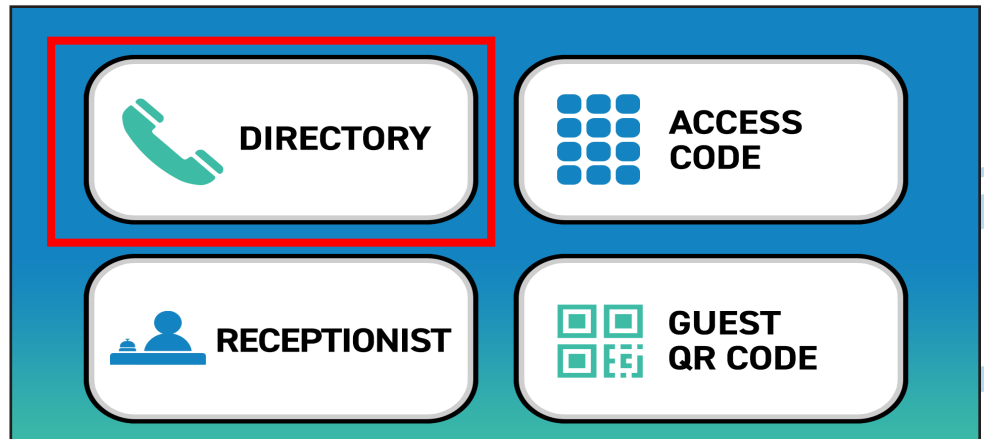 DIRECTORY
ACCESS
CODE
RECEPTIONIST
GUEST
QR CODE